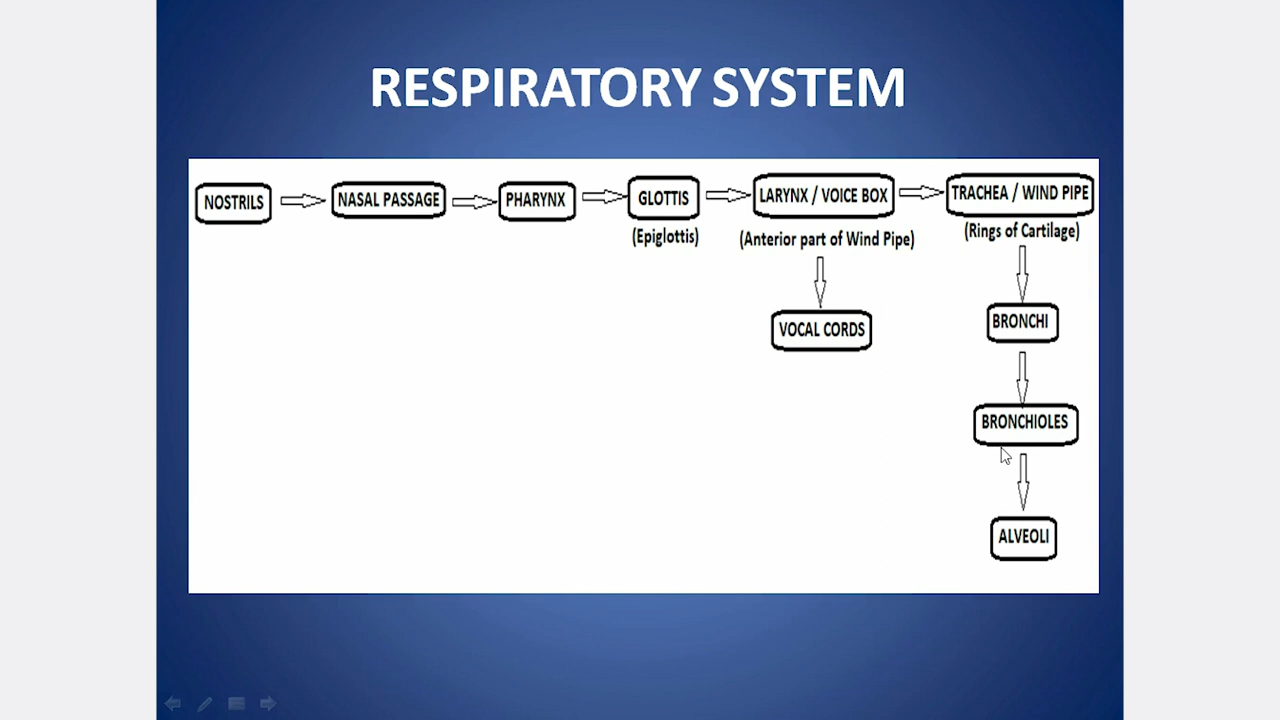 RESPIRATORY SYSTEM
NOSTRILS
NASAL PASSAGE
PHARYNX
GLOTTIS
(Epiglottis)
LARYNX / VOICE BOX
(Anterior part of Wind Pipe)
TRACHEA / WIND PIPE
(Rings of Cartilage)
VOCAL CORDS
BRONCHI
BRONCHIOLES
ALVEOLI